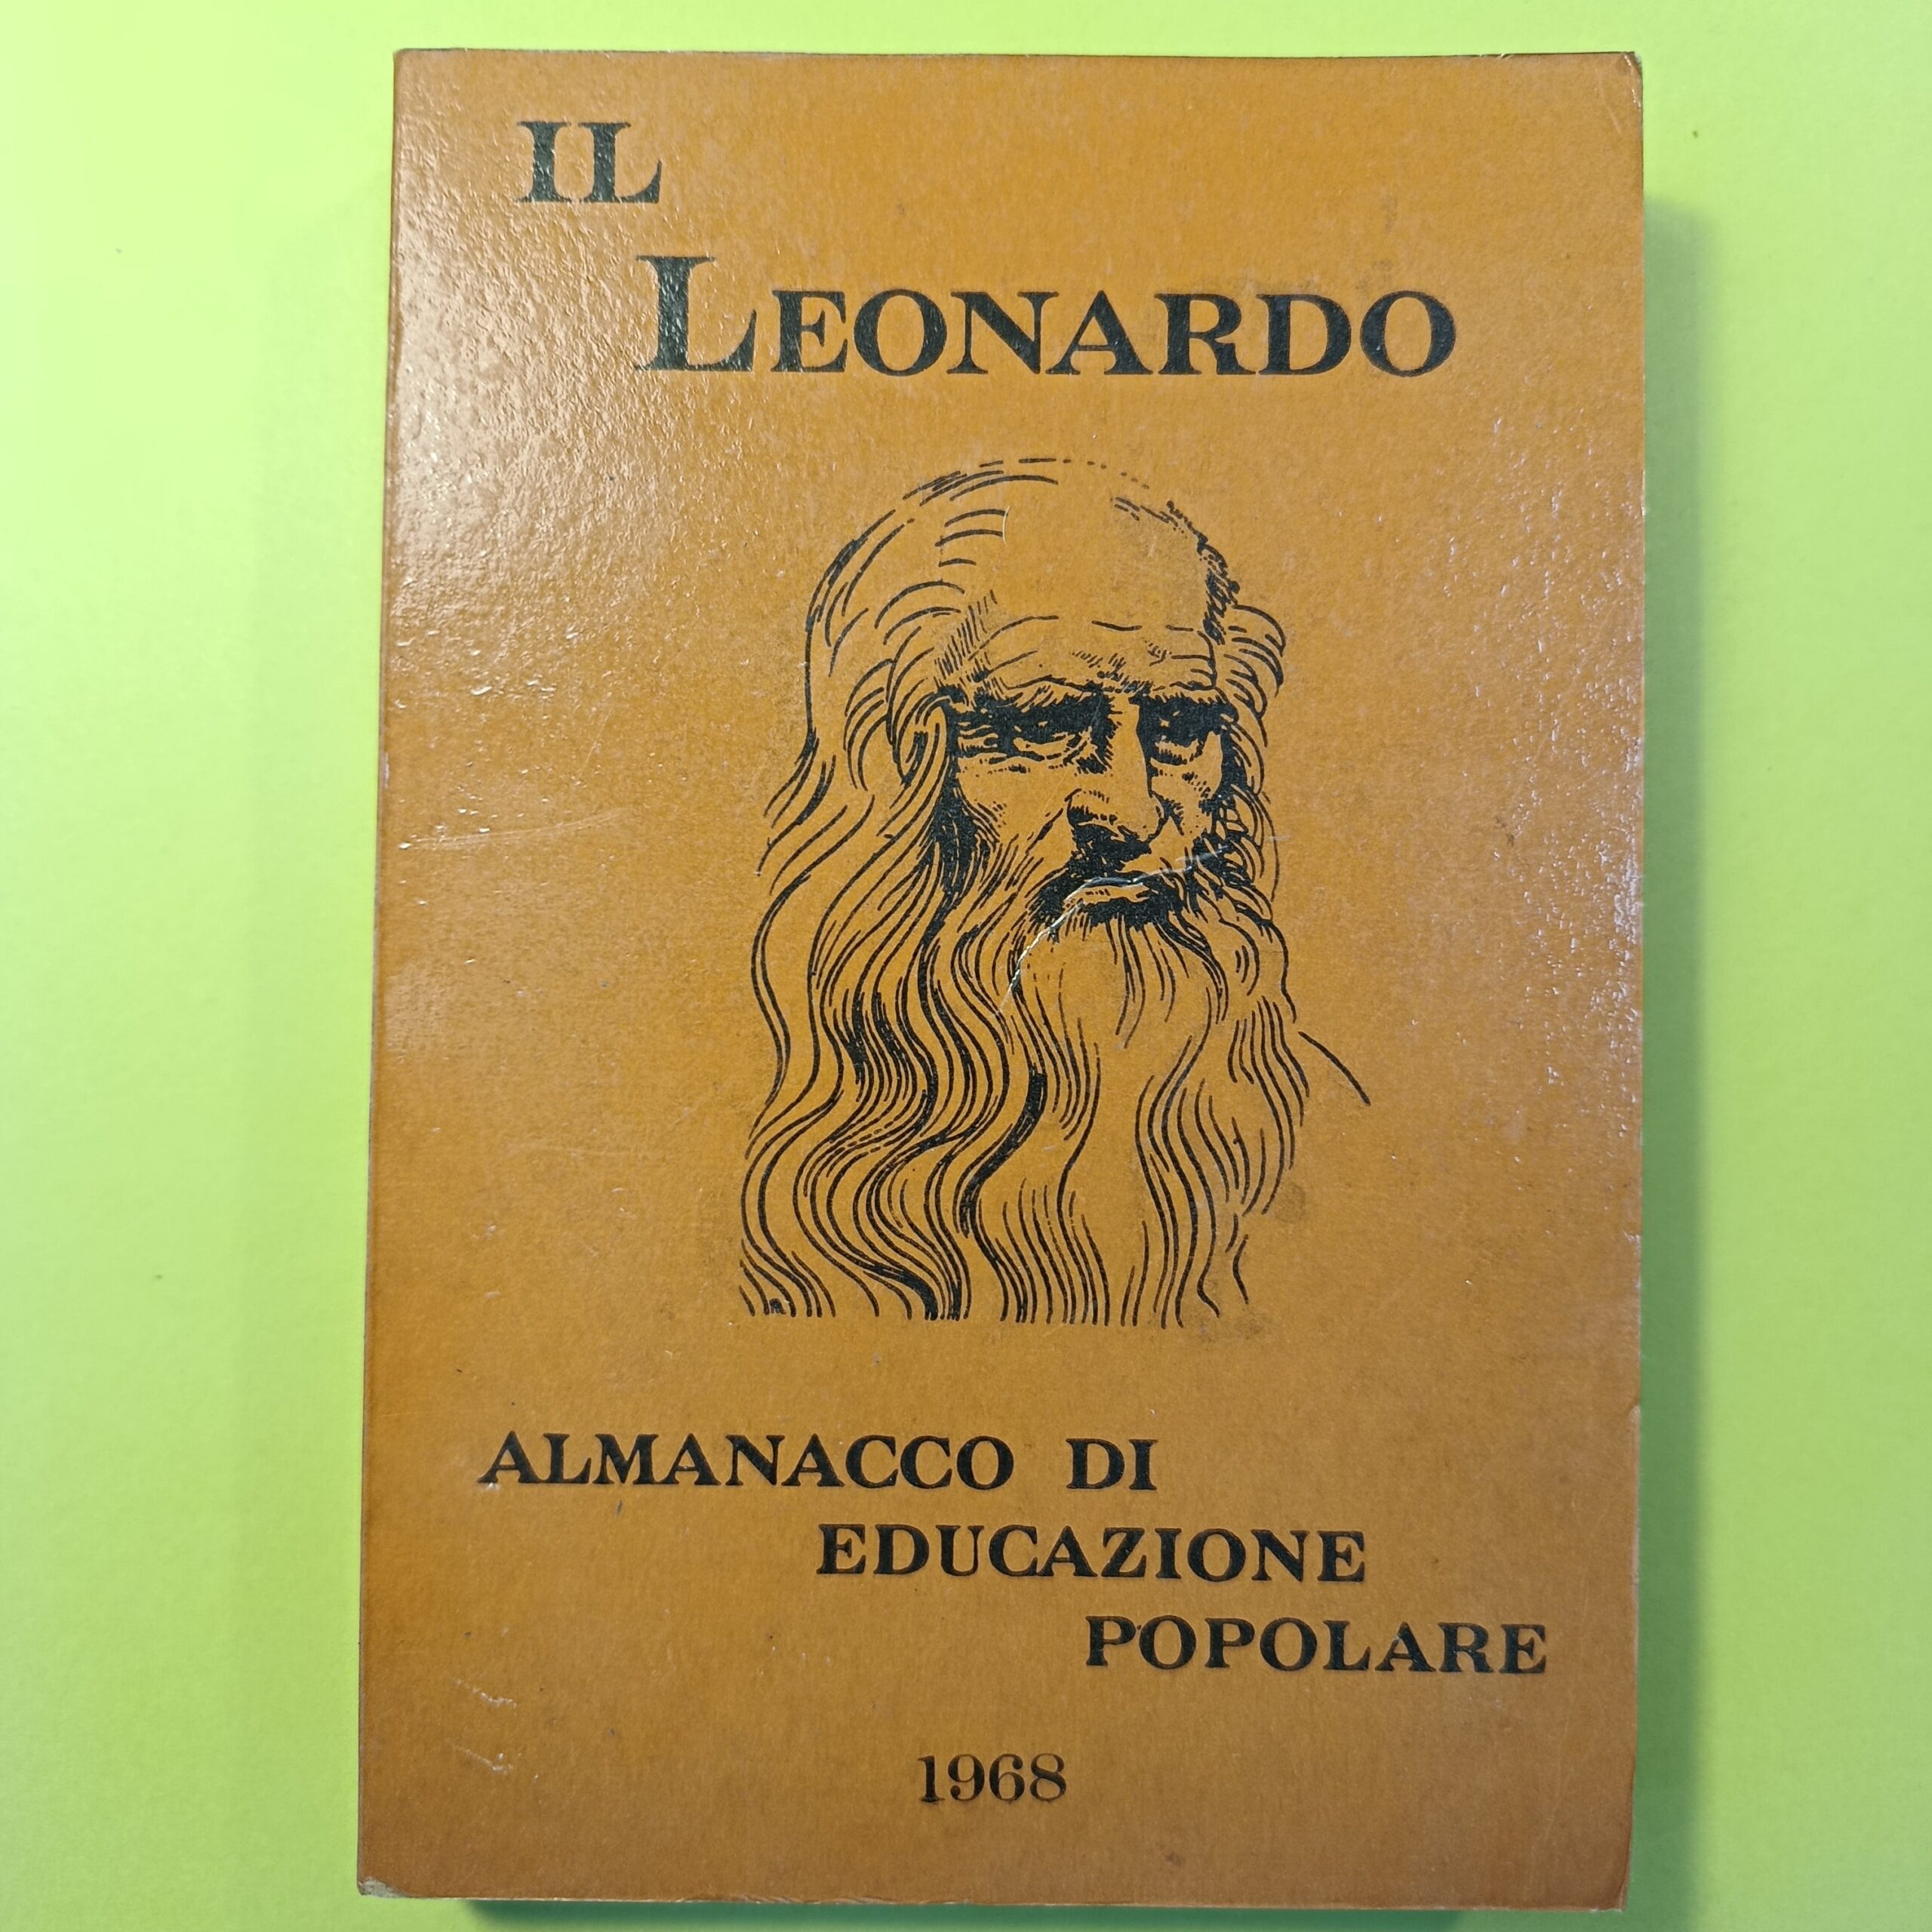 IL
LEONARDO
ALMANACCO DI
EDUCAZIONE
POPOLARE
1968